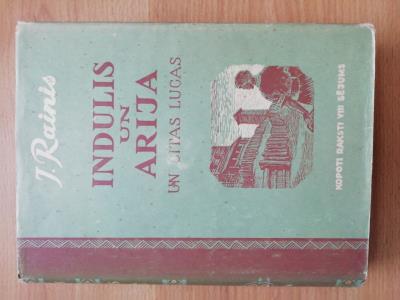 J. Rainis
INDULIS
UN
ARIJA
UN CITAS LUGAS
KOPOTI RAKSTI VIII SĒJUMS